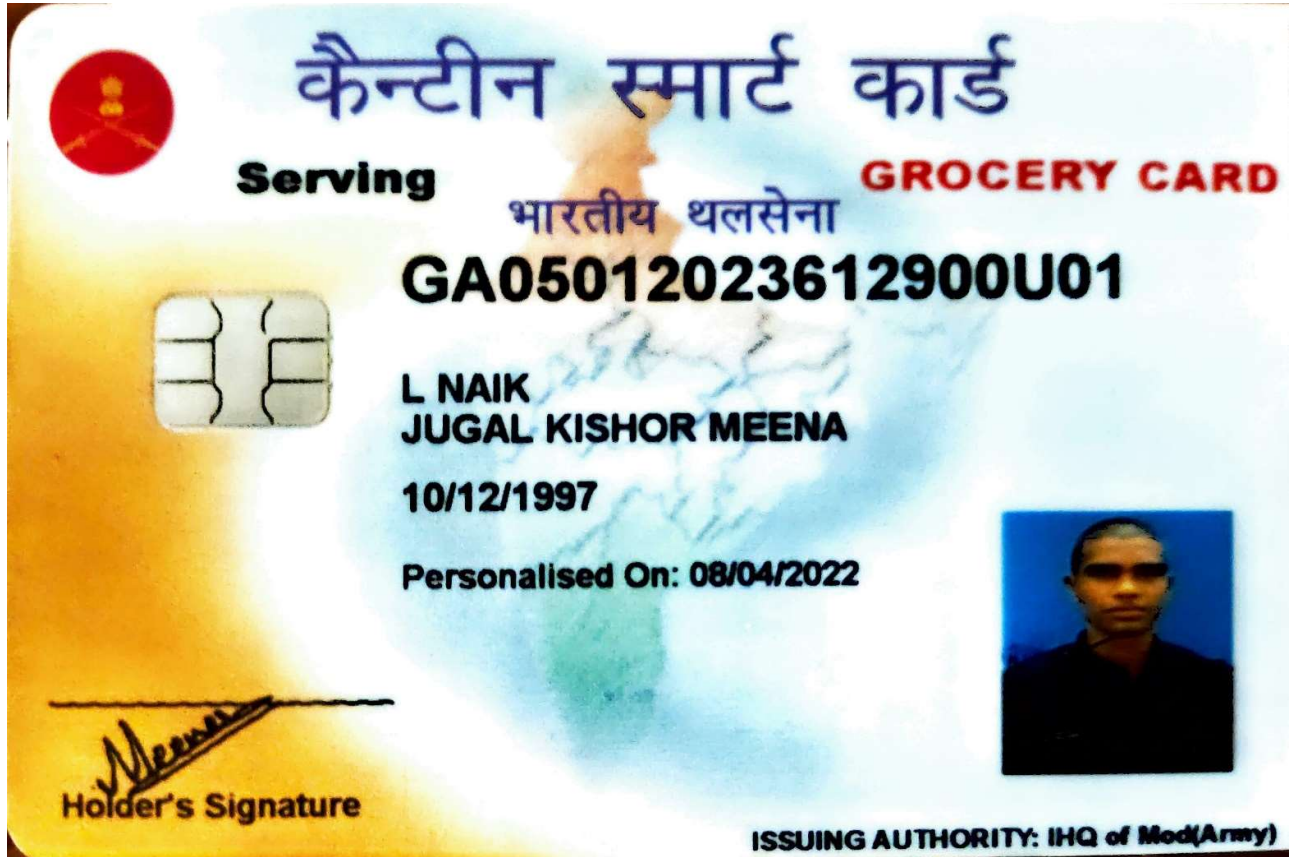 कैन्टीन स्मार्ट कार्ड
Serving
GROCERY CARD
भारतीय थलसेना
GA05012023612900U01
L NAIK
JUGAL KISHOR MEENA
10/12/1997
Personalised On: 08/04/2022
Meena
Holder's Signature
ISSUING AUTHORITY: IHQ of Mod(Army)